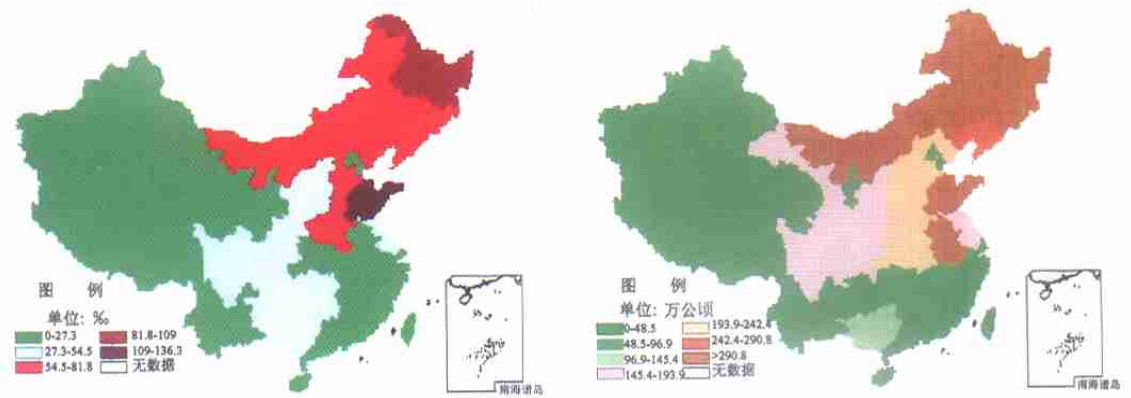 图 例
单位: ‰
0-27.3
81.8-109
27.3-54.5
109-136.3
54.5-81.8
无数据
南海诸岛
图 例
单位: 万公顷
0-48.5
193.9-242.4
48.5-96.9
242.4-290.8
96.9-145.4
>290.8
145.4-193.9
无数据
南海诸岛